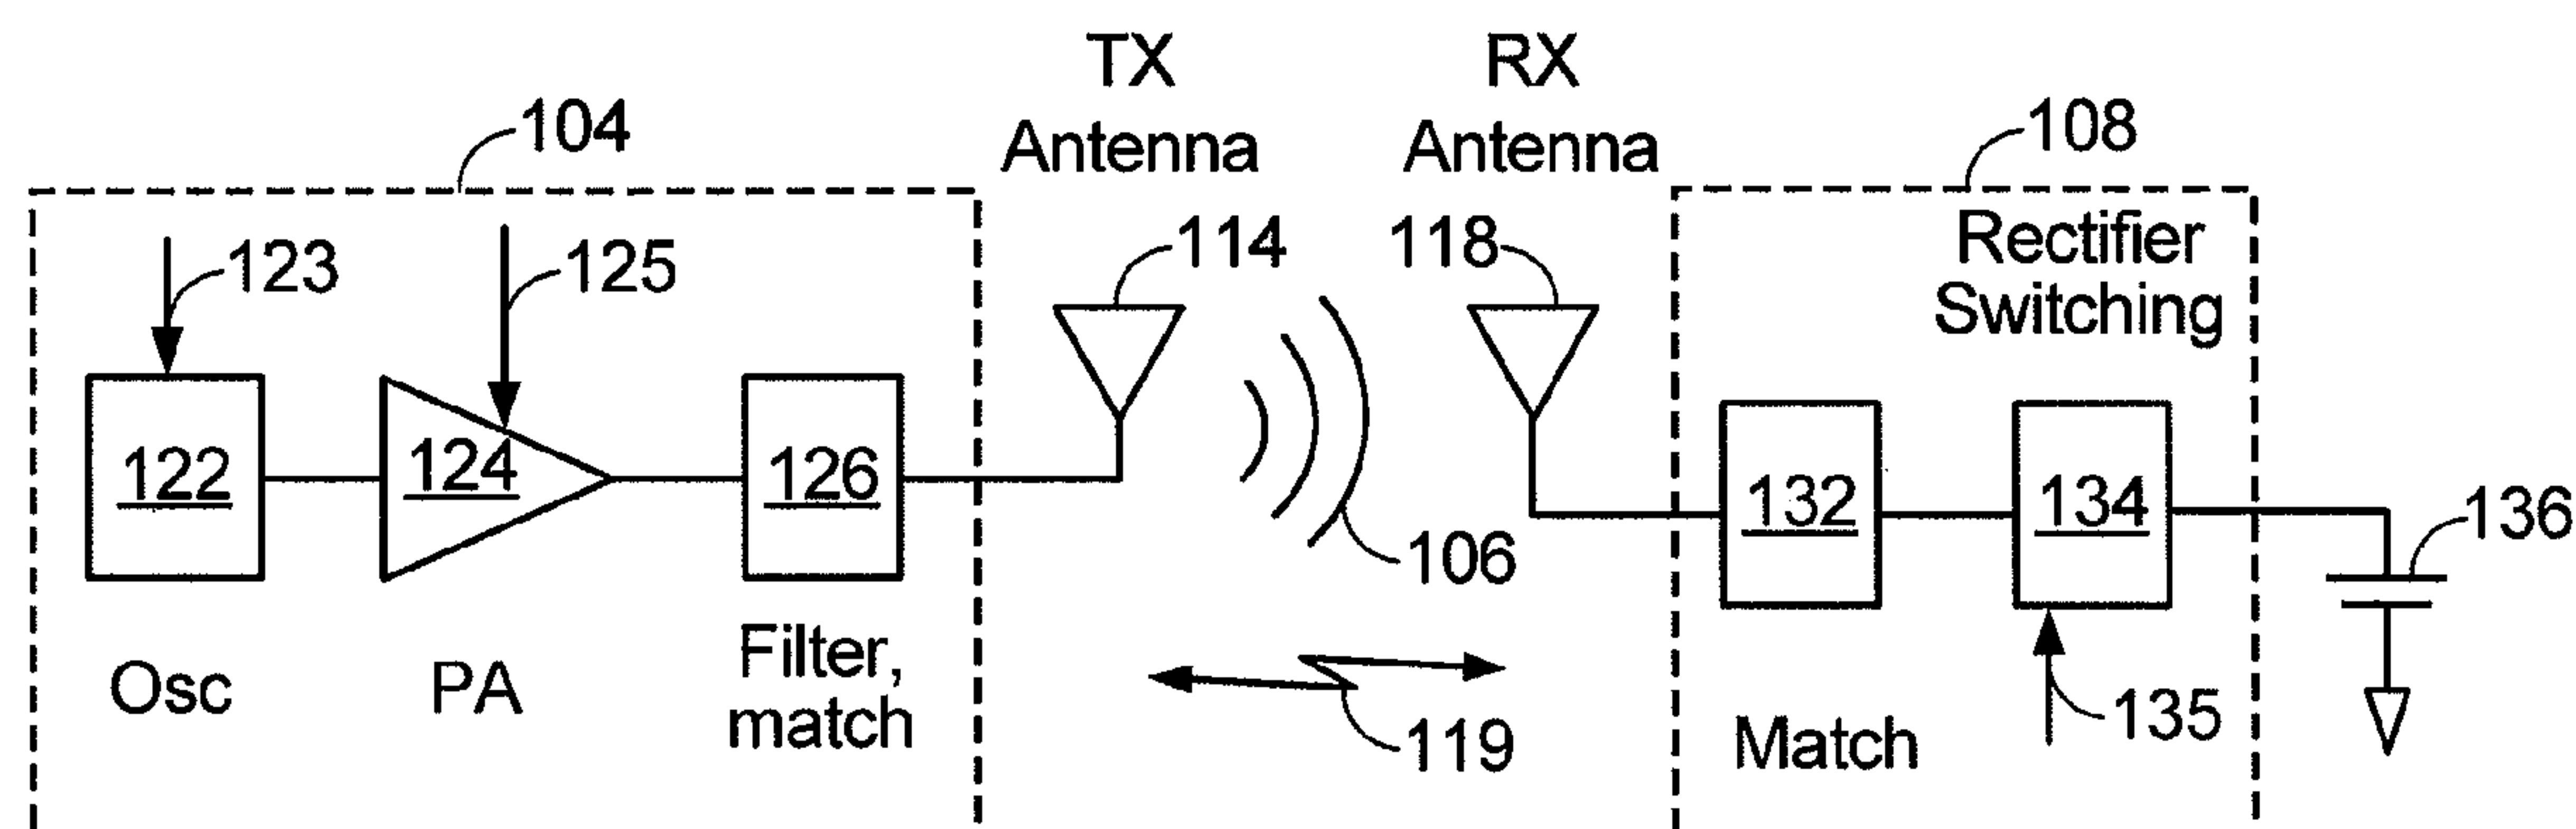 TX
Antenna
RX
Antenna
104
108
123
125
114
118
Rectifier
Switching
122
124
126
132
134
136
106
Osc
PA
Filter,
match
119
Match
135